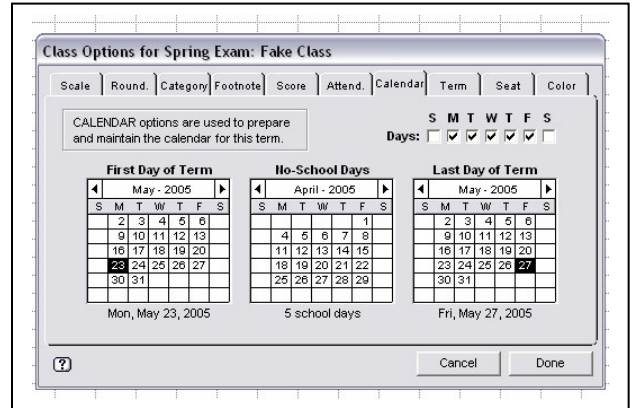 Class Options for Spring Exam: Fake Class
Scale Round. Category Footnote Score Attend. Calendar Term Seat Color
CALENDAR options are used to prepare
and maintain the calendar for this term.
S M T W T F S
Days:
First Day of Term
May - 2005
S M T W T F S
2 3 4 5 6
9 10 11 12 13
16 17 18 19 20
23 24 25 26 27
30 31
Mon, May 23, 2005
No-School Days
April - 2005
S M T W T F S
1
4 5 6 7 8
11 12 13 14 15
18 19 20 21 22
25 26 27 28 29
5 school days
Last Day of Term
May - 2005
S M T W T F S
2 3 4 5 6
9 10 11 12 13
16 17 18 19 20
23 24 25 26 27
30 31
Fri, May 27, 2005
?
Cancel Done